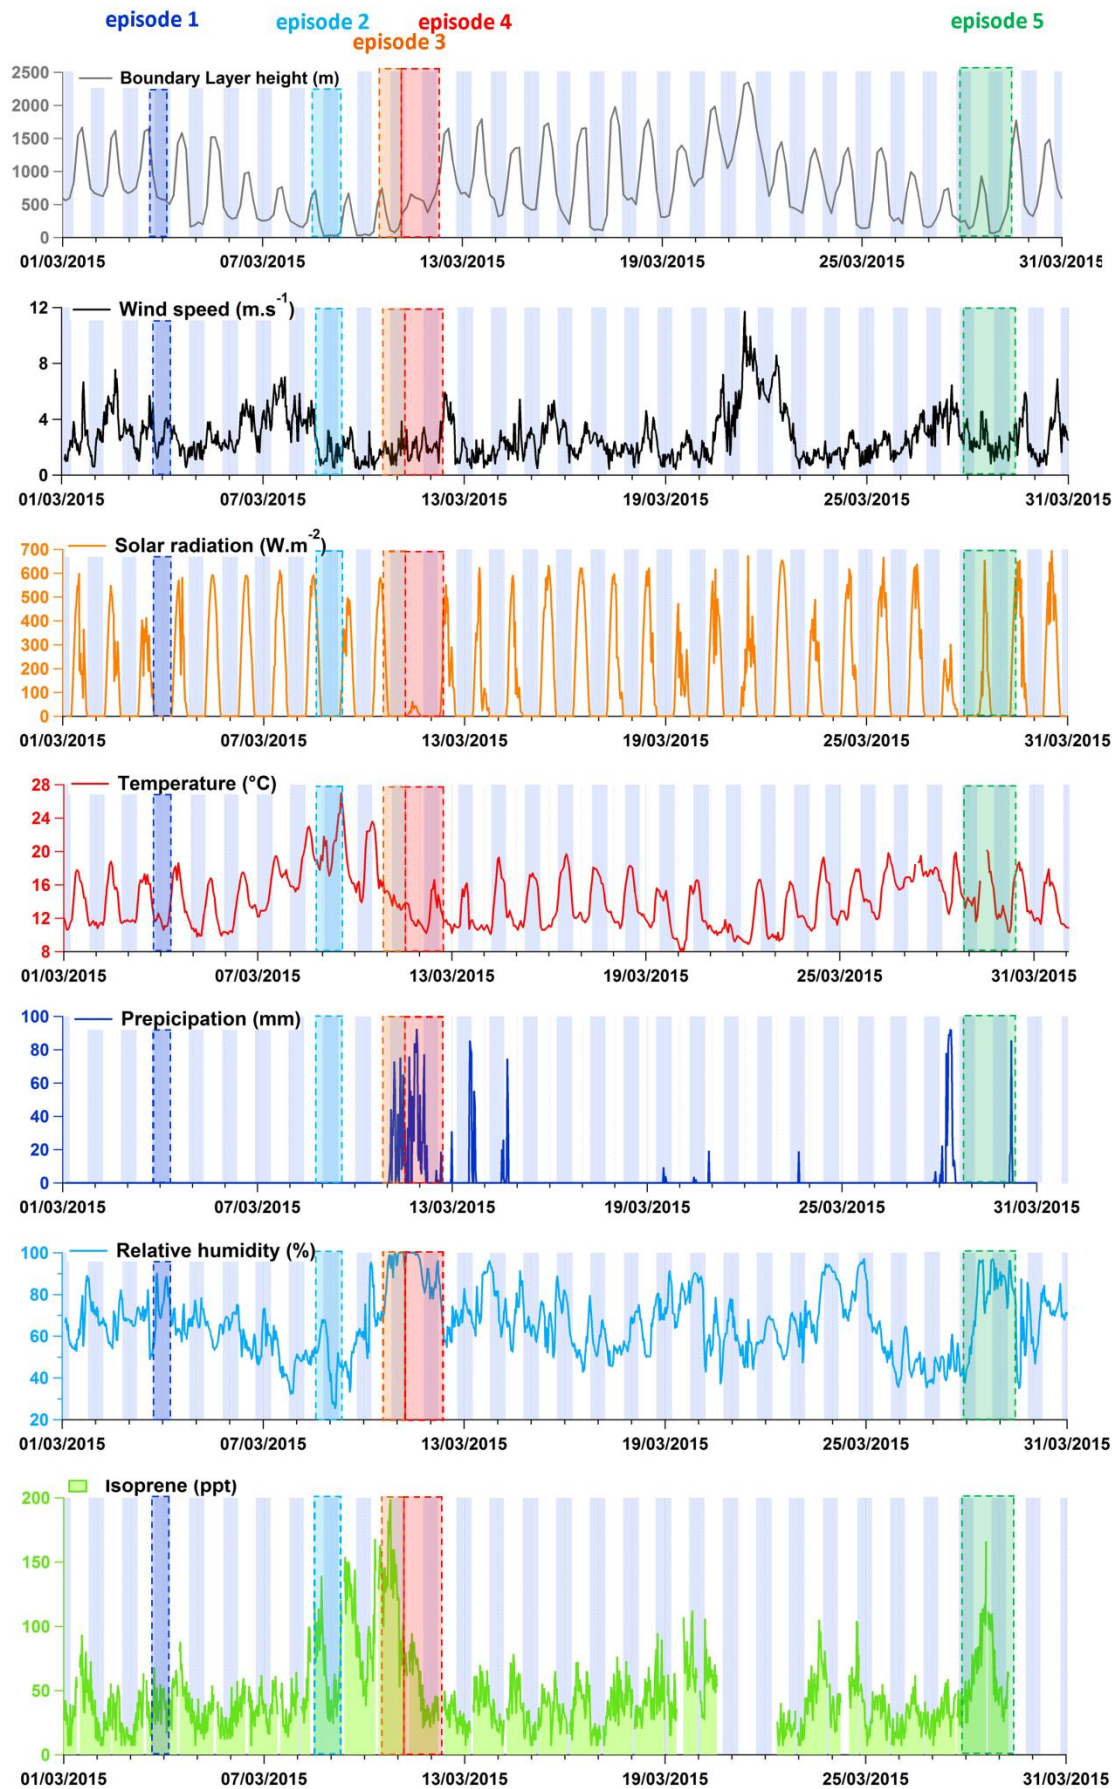 episode 1
episode 2
episode 3
episode 4
episode 5
Boundary Layer height (m)
2500
2000
1500
1000
500
0
01/03/2015 07/03/2015 13/03/2015 19/03/2015 25/03/2015 31/03/2015
Wind speed (m.s-1)
12
8
4
0
01/03/2015 07/03/2015 13/03/2015 19/03/2015 25/03/2015 31/03/2015
Solar radiation (W.m-2)
700
600
500
400
300
200
100
0
01/03/2015 07/03/2015 13/03/2015 19/03/2015 25/03/2015 31/03/2015
Temperature (°C)
28
24
20
16
12
8
01/03/2015 07/03/2015 13/03/2015 19/03/2015 25/03/2015 31/03/2015
Prepicipation (mm)
100
80
60
40
20
0
01/03/2015 07/03/2015 13/03/2015 19/03/2015 25/03/2015 31/03/2015
Relative humidity (%)
100
80
60
40
20
01/03/2015 07/03/2015 13/03/2015 19/03/2015 25/03/2015 31/03/2015
Isoprene (ppt)
200
150
100
50
0
01/03/2015 07/03/2015 13/03/2015 19/03/2015 25/03/2015 31/03/2015